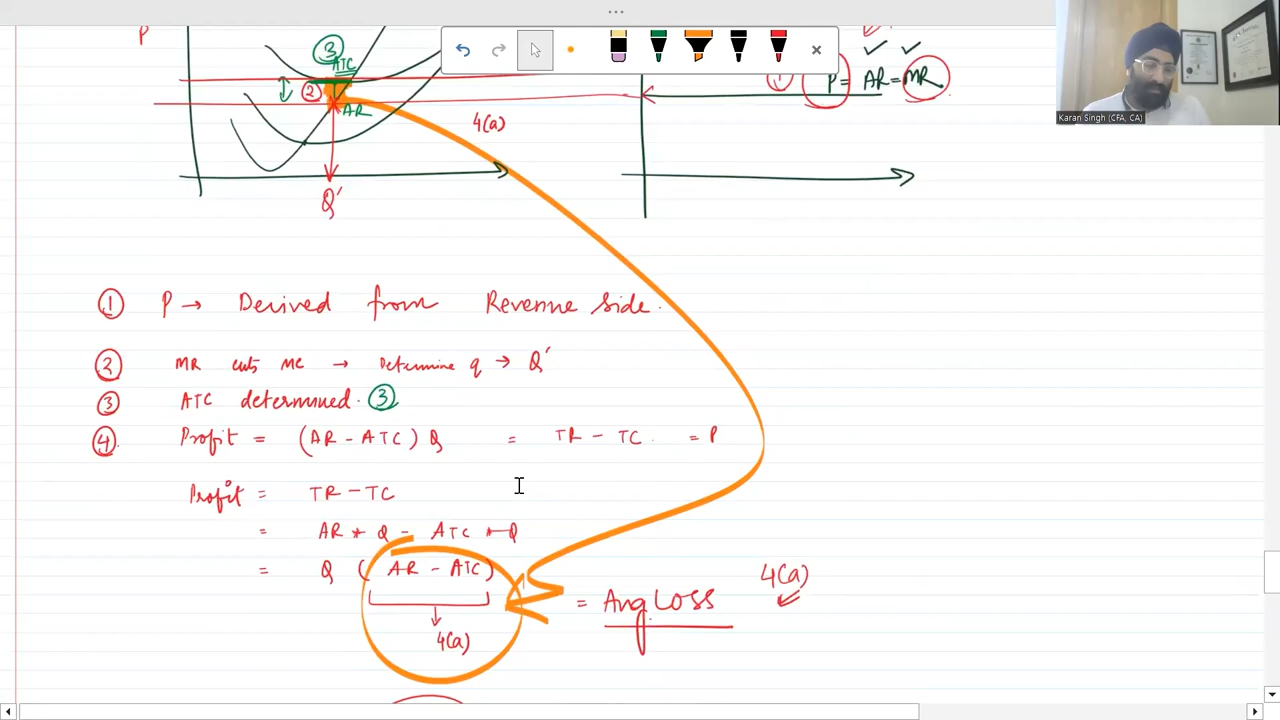 P
③
ATC
②
AR
4(a)
Q'
① P = AR = MR
Karan Singh (CFA, CA)
① P → Derived from Revenue side.
② MR cuts MC → Determine q → Q'
③ ATC determined. ③
④ Profit = (AR - ATC) Q = TR - TC. = P
Profit = TR - TC
= AR * Q - ATC * Q
= Q ( AR - ATC) = Avg Loss 4(a)
4(a)